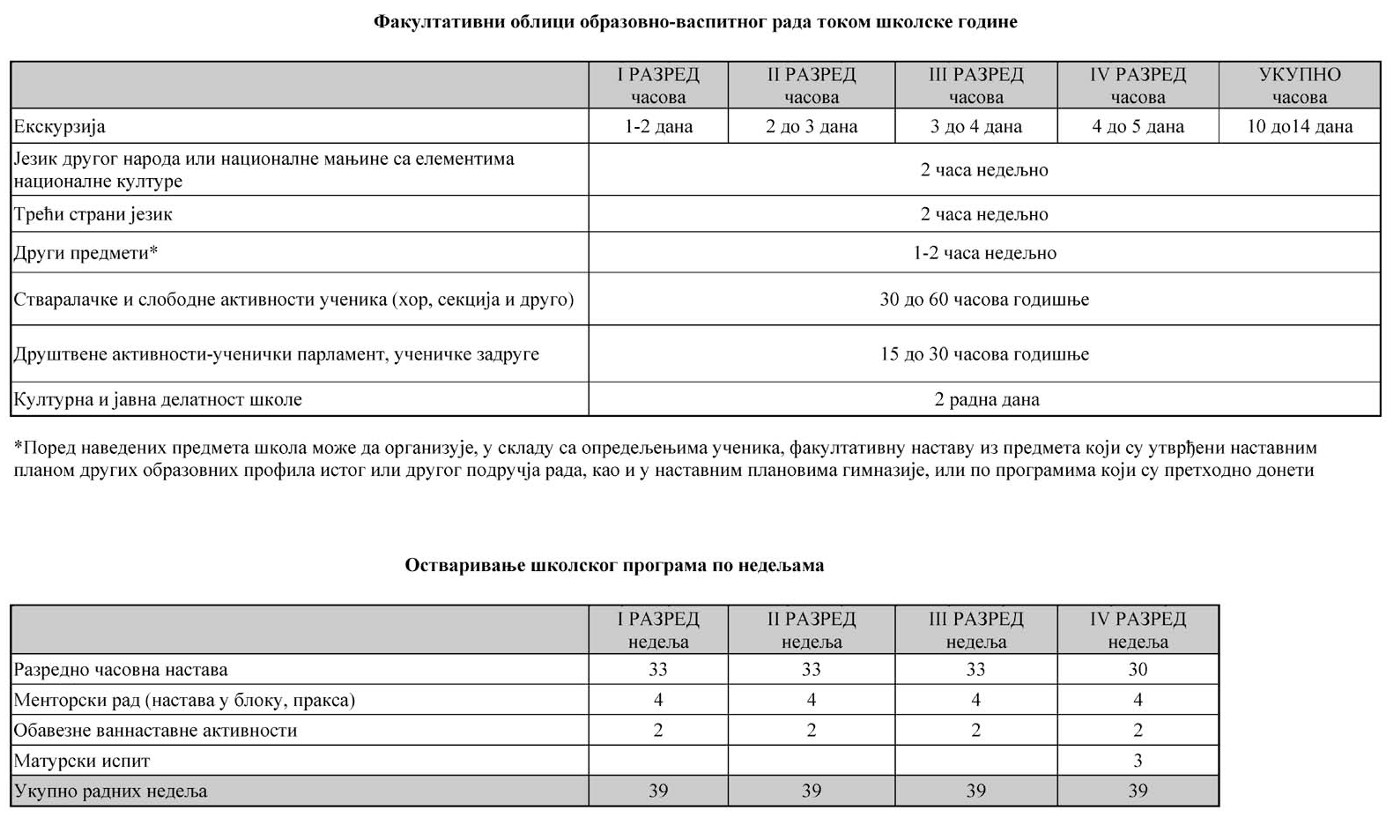 Факултативни облици образовно-васпитног рада током школске године
I РАЗРЕД часова II РАЗРЕД часова III РАЗРЕД часова IV РАЗРЕД часова УКУПНО часова
Екскурзија 1-2 дана 2 до 3 дана 3 до 4 дана 4 до 5 дана 10 до14 дана
Језик другог народа или националне мањине са елементима
националне културе 2 часа недељно
Трећи страни језик 2 часа недељно
Други предмети* 1-2 часа недељно
Стваралачке и слободне активности ученика (хор, секција и друго) 30 до 60 часова годишње
Друштвене активности-ученички парламент, ученичке задруге 15 до 30 часова годишње
Културна и јавна делатност школе 2 радна дана
*Поред наведених предмета школа може да организује, у складу са опредељењима ученика, факултативну наставу из предмета који су утврђени наставним
планом других образовних профила истог или другог подручја рада, као и у наставним плановима гимназије, или по програмима који су претходно донети
Остваривање школског програма по недељама
I РАЗРЕД недеља II РАЗРЕД недеља III РАЗРЕД недеља IV РАЗРЕД недеља
Разредно часовна настава 33 33 33 30
Менторски рад (настава у блоку, пракса) 4 4 4 4
Обавезне ваннаставне активности 2 2 2 2
Матурски испит 3
Укупно радних недеља 39 39 39 39